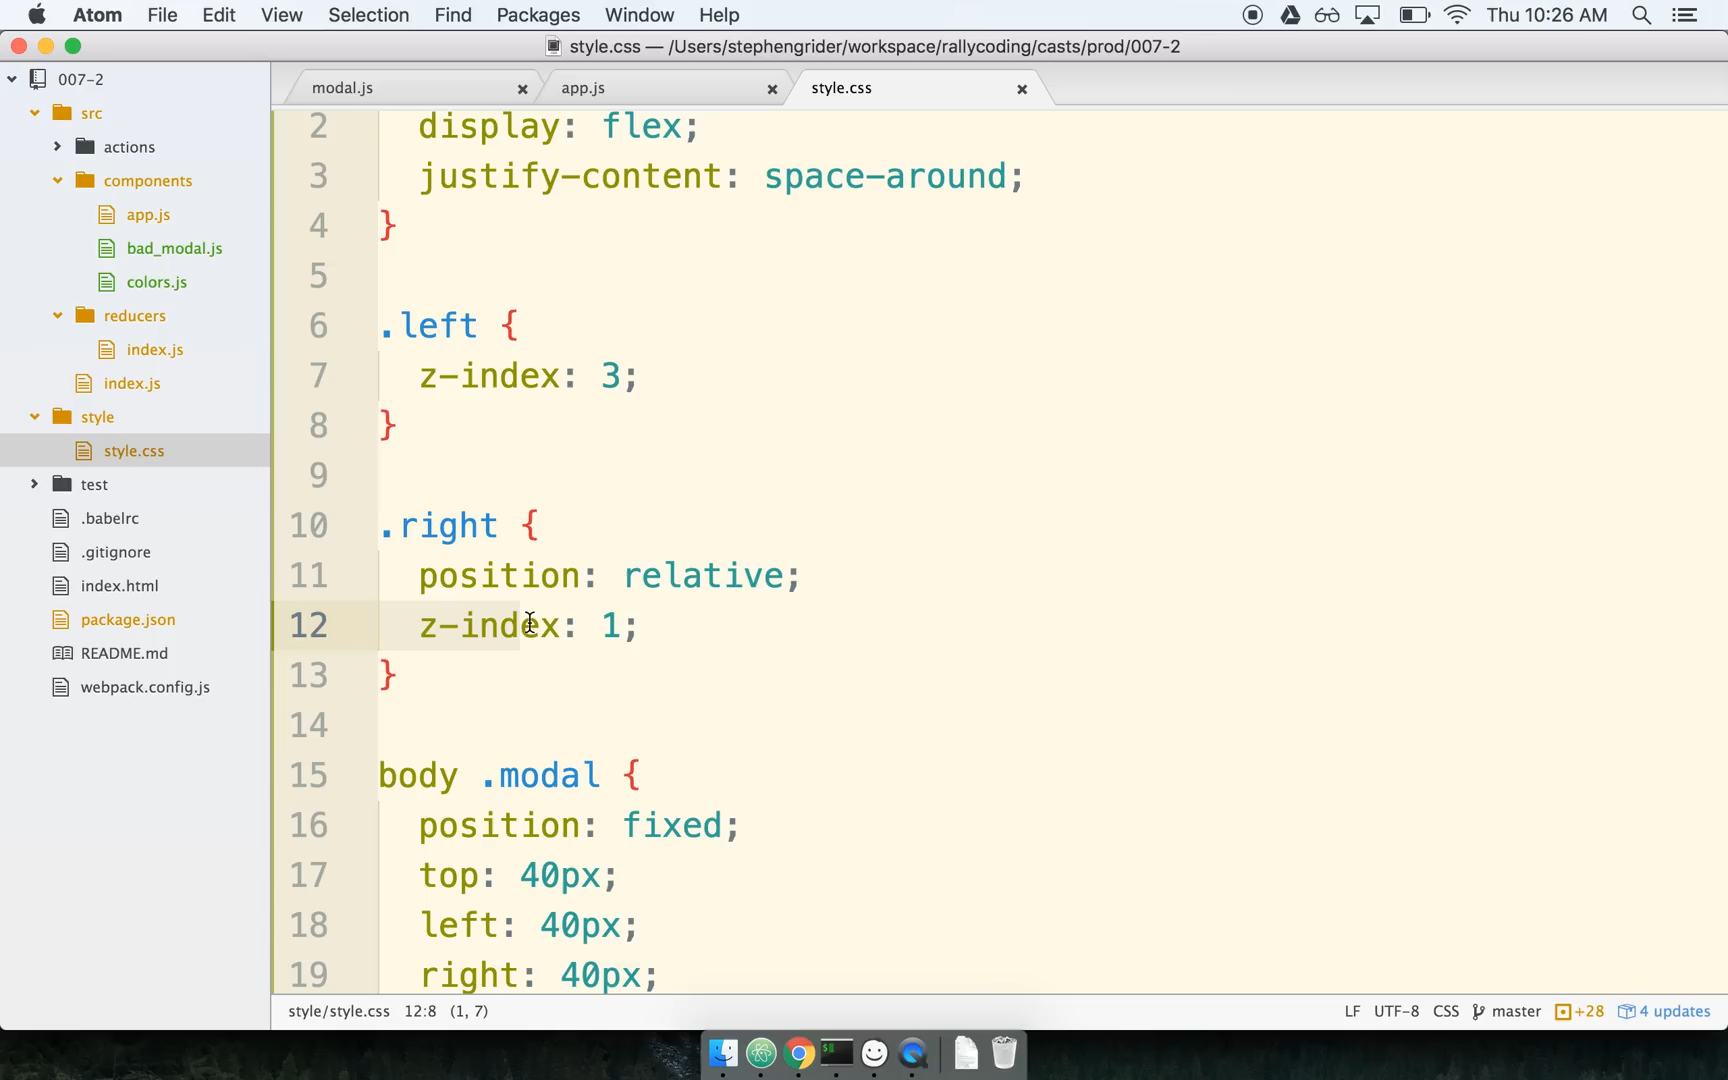 Atom File Edit View Selection Find Packages Window Help Thu 10:26 AM
style.css — /Users/stephengrider/workspace/rallycoding/casts/prod/007-2
007-2
src
actions
components
app.js
bad_modal.js
colors.js
reducers
index.js
index.js
style
style.css
test
.babelrc
.gitignore
index.html
package.json
README.md
webpack.config.js
modal.js app.js style.css
2 display: flex;
3 justify-content: space-around;
4 }
5
6 .left {
7 z-index: 3;
8 }
9
10 .right {
11 position: relative;
12 z-index: 1;
13 }
14
15 body .modal {
16 position: fixed;
17 top: 40px;
18 left: 40px;
19 right: 40px;
style/style.css 12:8 (1, 7) LF UTF-8 CSS master +28 4 updates